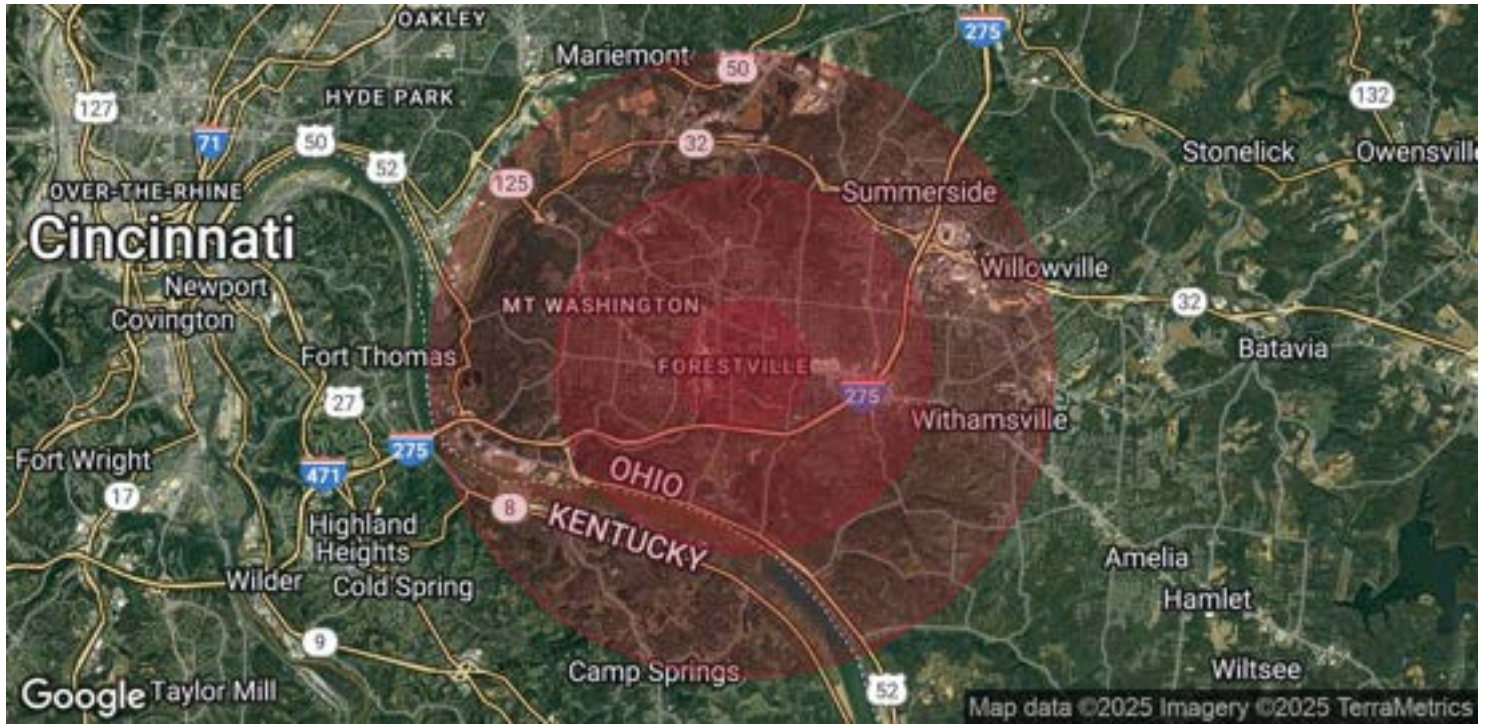 OAKLEY
275
Mariemont
50
127
HYDE PARK
132
71
50
32
52
Stonelick
Owensville
125
OVER-THE-RHINE
Summerside
Cincinnati
Willowville
Newport
32
MT WASHINGTON
Covington
Batavia
Fort Thomas
FORESTVILLE
27
275
Withamsville
275
Fort Wright
471
OHIO
17
8
KENTUCKY
Highland
Heights
Amelia
Wilder
Cold Spring
Hamlet
9
Camp Springs
Wiltsee
52
Google
Taylor Mill
Map data ©2025 Imagery ©2025 TerraMetrics